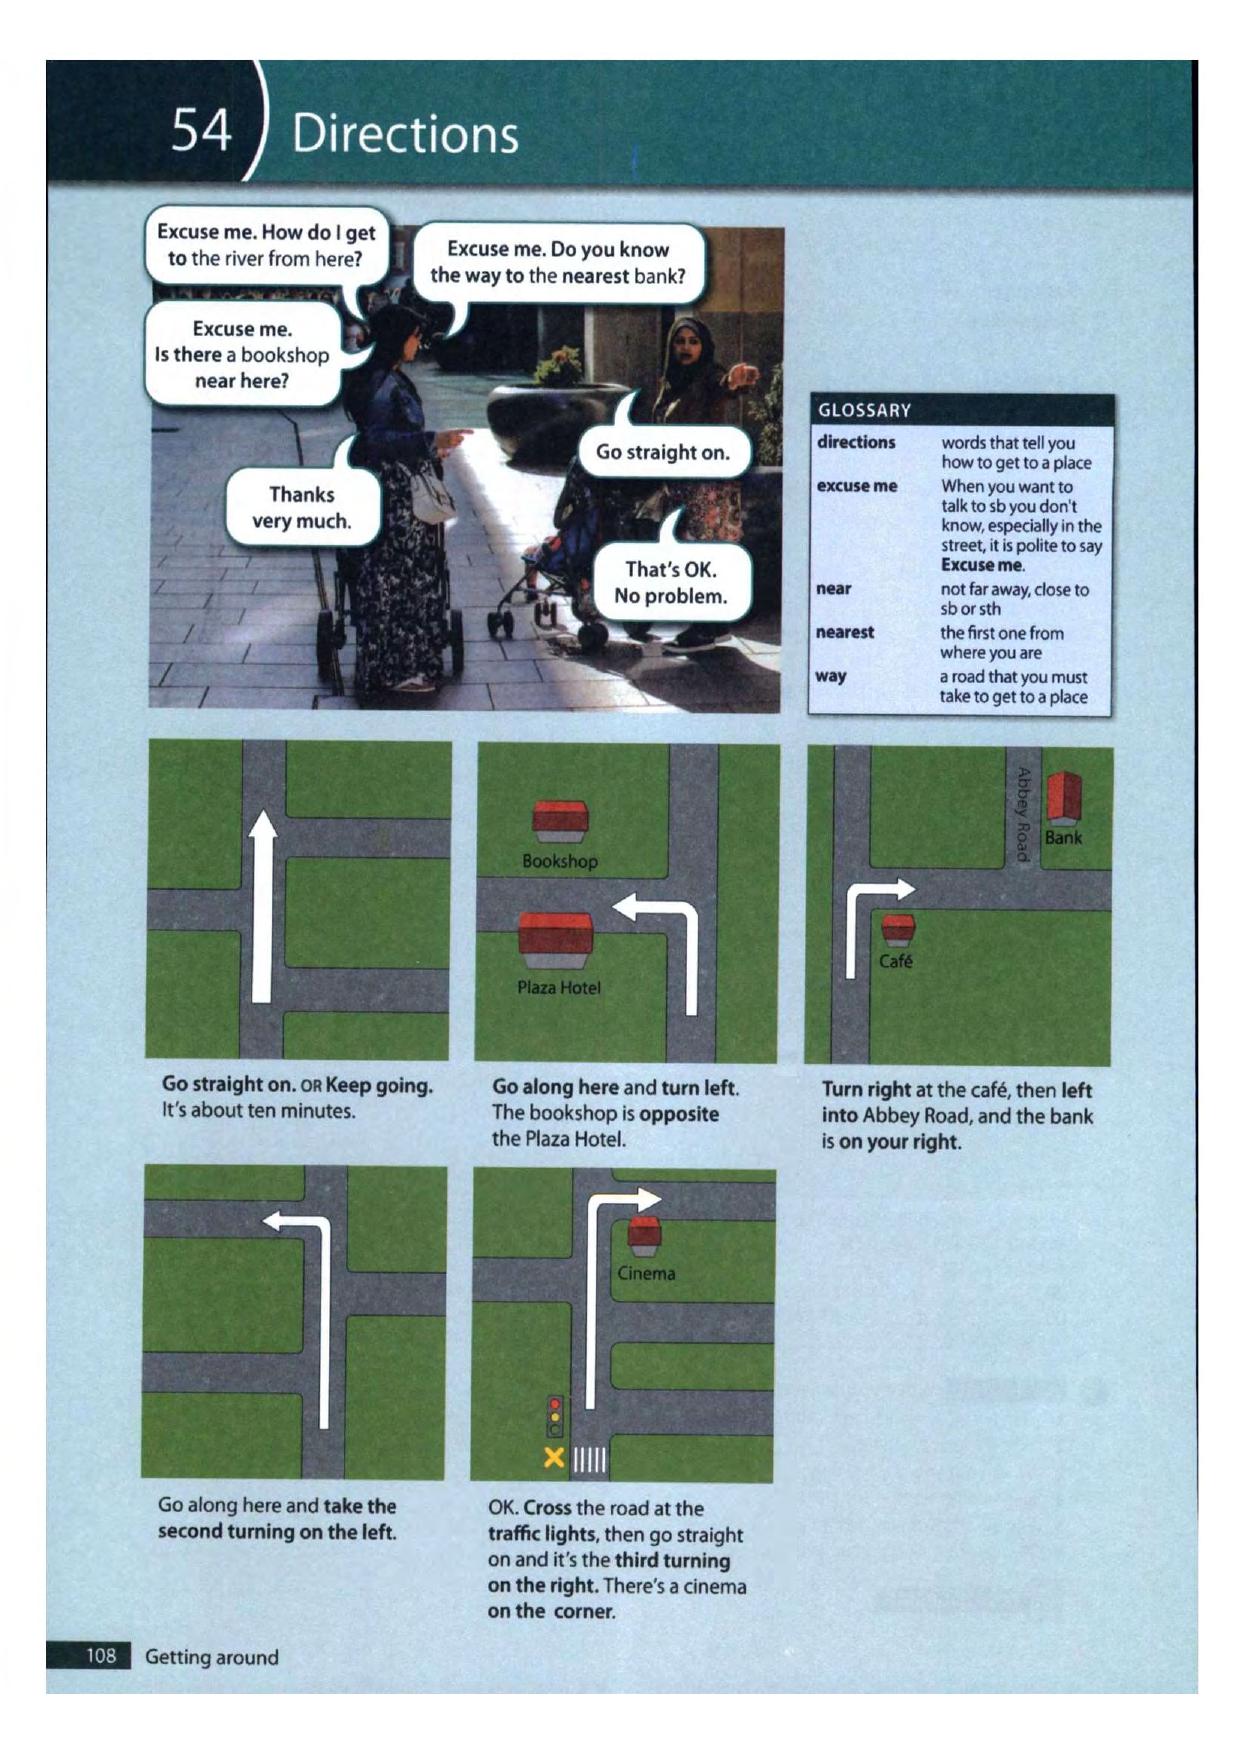 54 Directions
Excuse me. How do I get
to the river from here?
Excuse me. Do you know
the way to the nearest bank?
Excuse me.
Is there a bookshop
near here?
Go straight on.
Thanks
very much.
That's OK.
No problem.
GLOSSARY
directions words that tell you
how to get to a place
excuse me When you want to
talk to sb you don't
know, especially in the
street, it is polite to say
Excuse me.
near not far away, close to
sb or sth
nearest the first one from
where you are
way a road that you must
take to get to a place
Bookshop
Plaza Hotel
Abbey Road
Bank
Café
Go straight on. OR Keep going.
It's about ten minutes.
Go along here and turn left.
The bookshop is opposite
the Plaza Hotel.
Turn right at the café, then left
into Abbey Road, and the bank
is on your right.
Cinema
Go along here and take the
second turning on the left.
OK. Cross the road at the
traffic lights, then go straight
on and it's the third turning
on the right. There's a cinema
on the corner.
108 Getting around